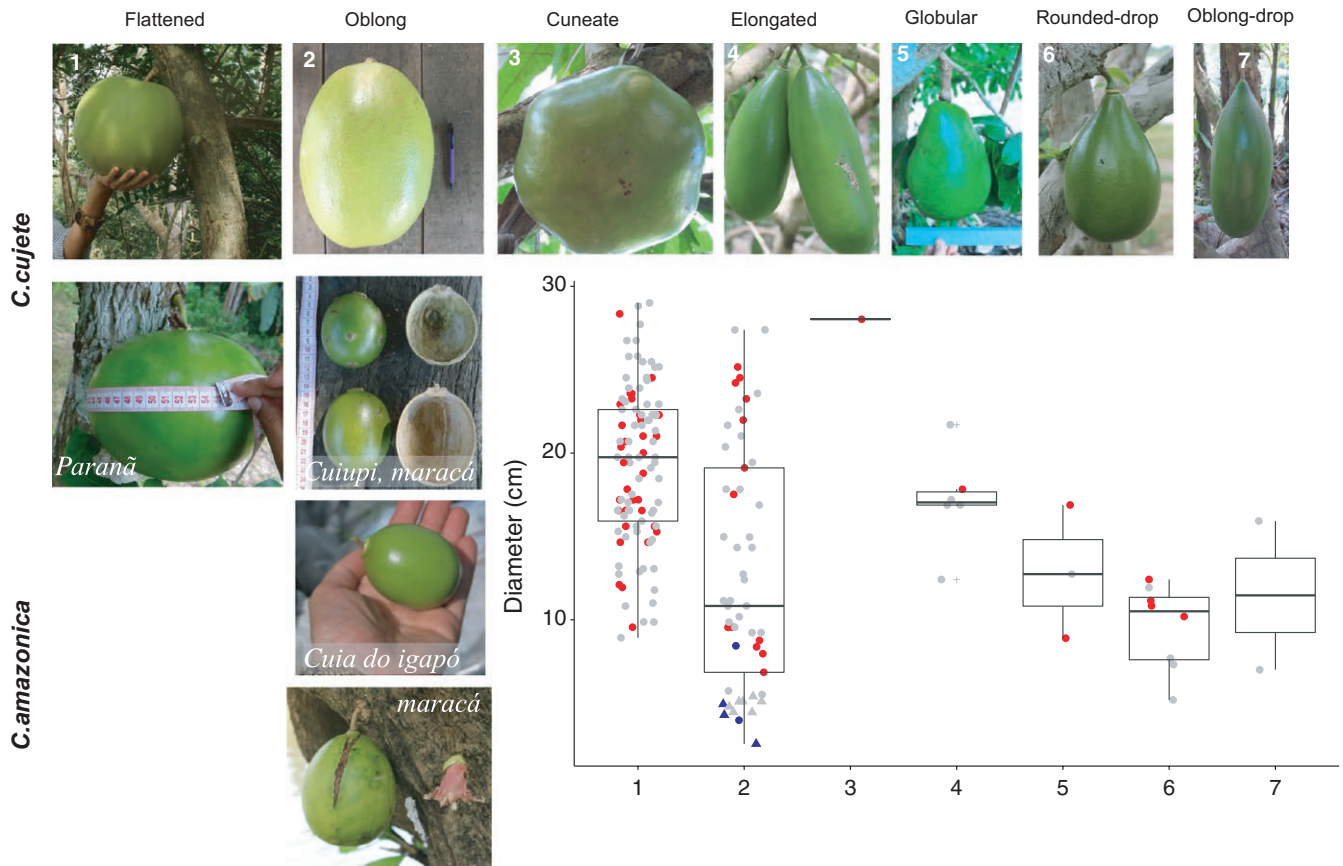 Flattened
Oblong
Cuneate
Elongated
Globular
Rounded-drop
Oblong-drop
1
2
3
4
5
6
7
C.cujete
Paranã
Cuiupi, maracá
C.amazonica
Cuia do igapó
maracá
Diameter (cm)
30
20
10
1
2
3
4
5
6
7